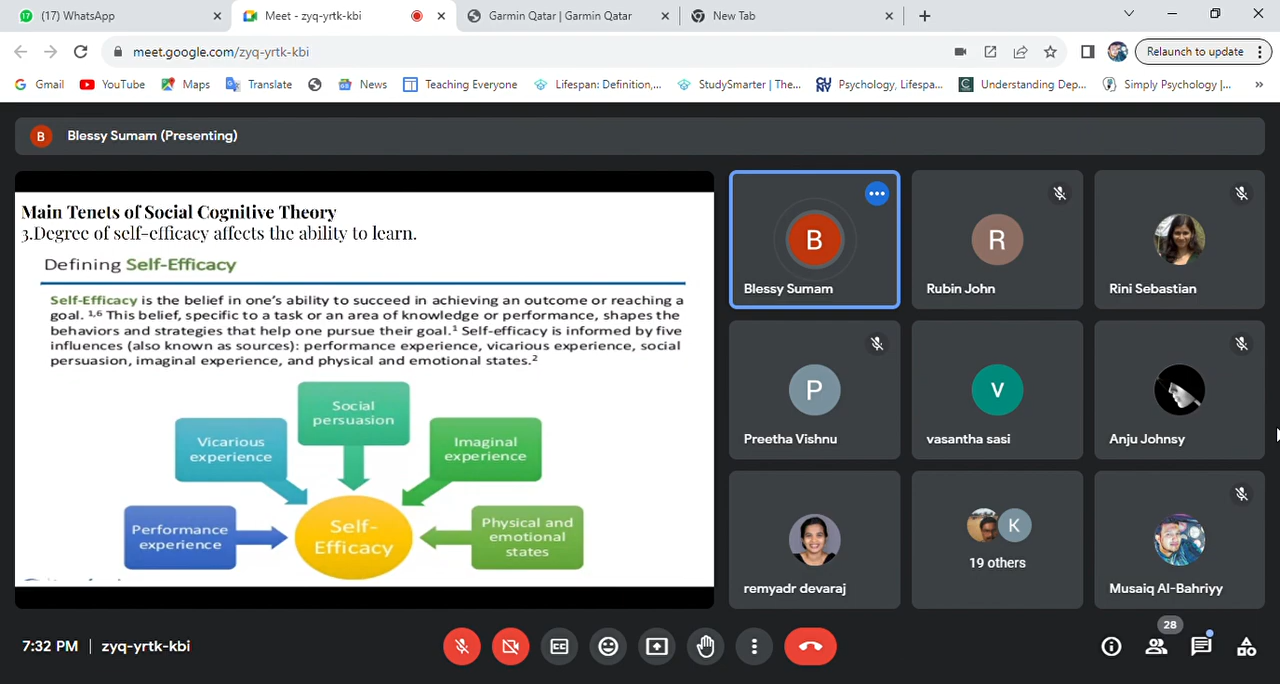 (17) WhatsApp
Meet - zyq-yrtk-kbi
Garmin Qatar | Garmin Qatar
New Tab
meet.google.com/zyq-yrtk-kbi
Relaunch to update
Gmail
YouTube
Maps
Translate
News
Teaching Everyone
Lifespan: Definition,...
StudySmarter | The...
Psychology, Lifespa...
Understanding Dep...
Simply Psychology |...
B
Blessy Sumam (Presenting)
Main Tenets of Social Cognitive Theory
3.Degree of self-efficacy affects the ability to learn.
Defining Self-Efficacy
Self-Efficacy is the belief in one's ability to succeed in achieving an outcome or reaching a
goal. 1,6 This belief, specific to a task or an area of knowledge or performance, shapes the
behaviors and strategies that help one pursue their goal.1 Self-efficacy is informed by five
influences (also known as sources): performance experience, vicarious experience, social
persuasion, imaginal experience, and physical and emotional states.2
Social
persuasion
Vicarious
experience
Imaginal
experience
Performance
experience
Self-
Efficacy
Physical and
emotional
states
B
Blessy Sumam
R
Rubin John
Rini Sebastian
P
Preetha Vishnu
V
vasantha sasi
Anju Johnsy
remyadr devaraj
K
19 others
Musaiq Al-Bahriyy
7:32 PM | zyq-yrtk-kbi
28